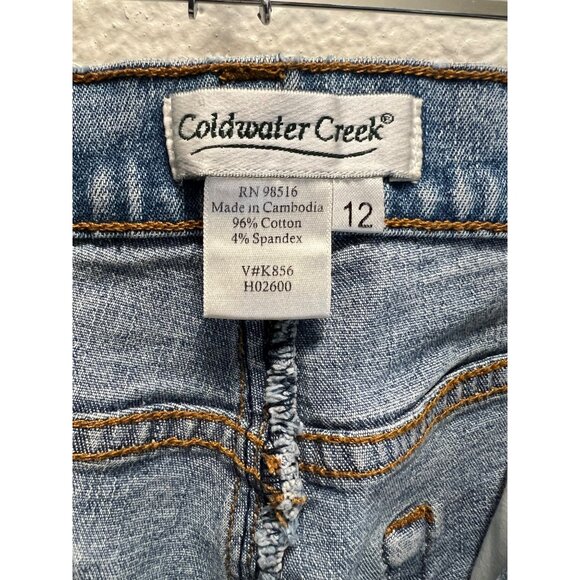 Coldwater Creek®
RN 98516
Made in Cambodia
96% Cotton
4% Spandex
12
V#K856
H02600